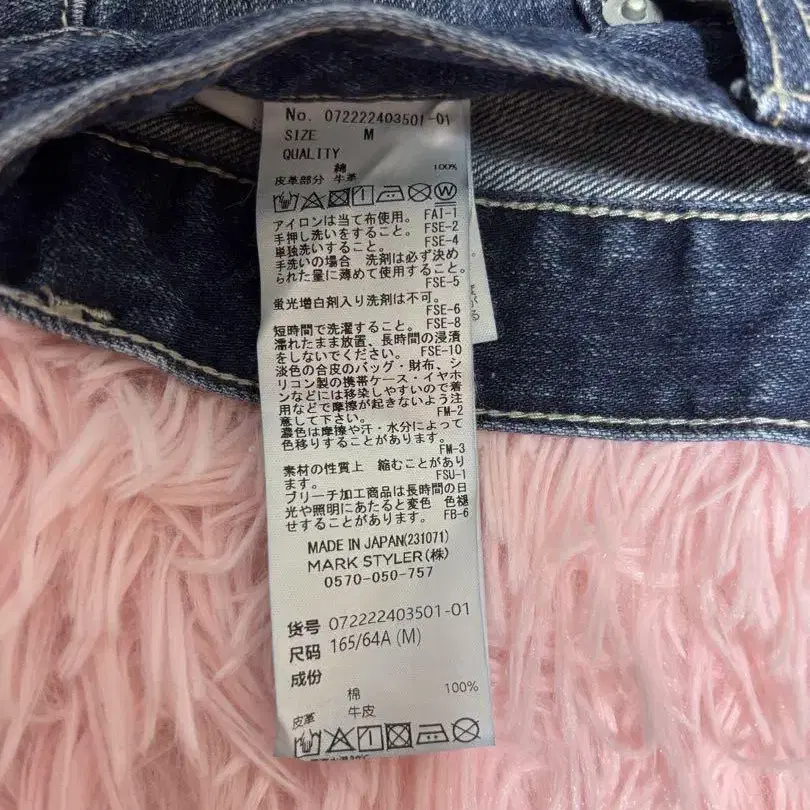 No. 072222403501-01
SIZE M
QUALITY
綿 100%
皮革部分 牛革
アイロンは当て布使用。 FAI-1
手押し洗いをすること。 FSE-2
単独洗いすること。 FSE-4
手洗いの場合 洗剤は必ず決め
られた量に薄めて使用すること。
FSE-5
蛍光増白剤入り洗剤は不可。
FSE-6
短時間で洗濯すること。 FSE-8
濡れたまま放置、長時間の浸漬
をしないでください。 FSE-10
淡色の合皮のバッグ・財布、シ
リコン製の携帯ケース・イヤホ
ンなどには移染しやすいので着
用などで摩擦が起きないよう注
意して下さい。 FM-2
濃色は摩擦や汗・水分によって
色移りすることがあります。
FM-3
素材の性質上 縮むことがあり
ます。 FSU-1
ブリーチ加工商品は長時間の日
光や照明にあたると変色 色褪
せすることがあります。 FB-6
MADE IN JAPAN(231071)
MARK STYLER(株)
0570-050-757
货号 072222403501-01
尺码 165/64A (M)
成份
棉 100%
皮革 牛皮